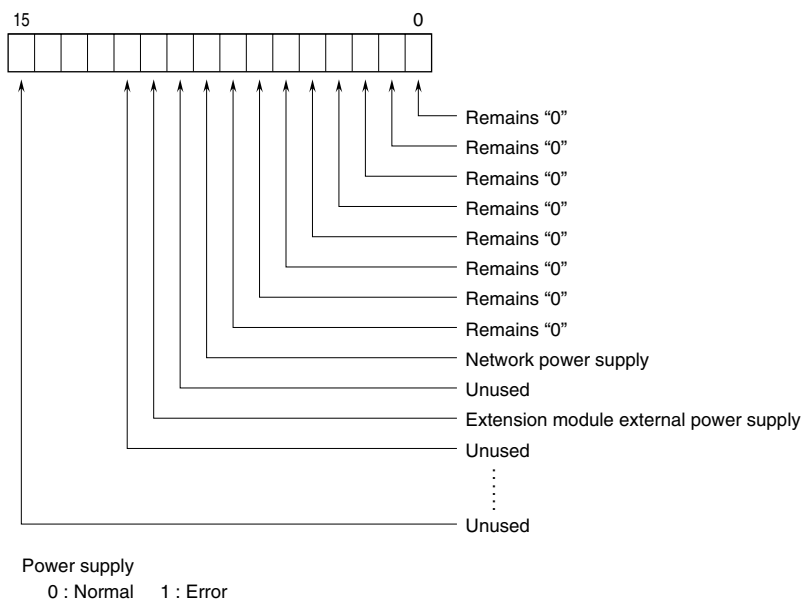 15 0
Remains “0”
Remains “0”
Remains “0”
Remains “0”
Remains “0”
Remains “0”
Remains “0”
Remains “0”
Network power supply
Unused
Extension module external power supply
Unused
Unused
Power supply
0 : Normal 1 : Error